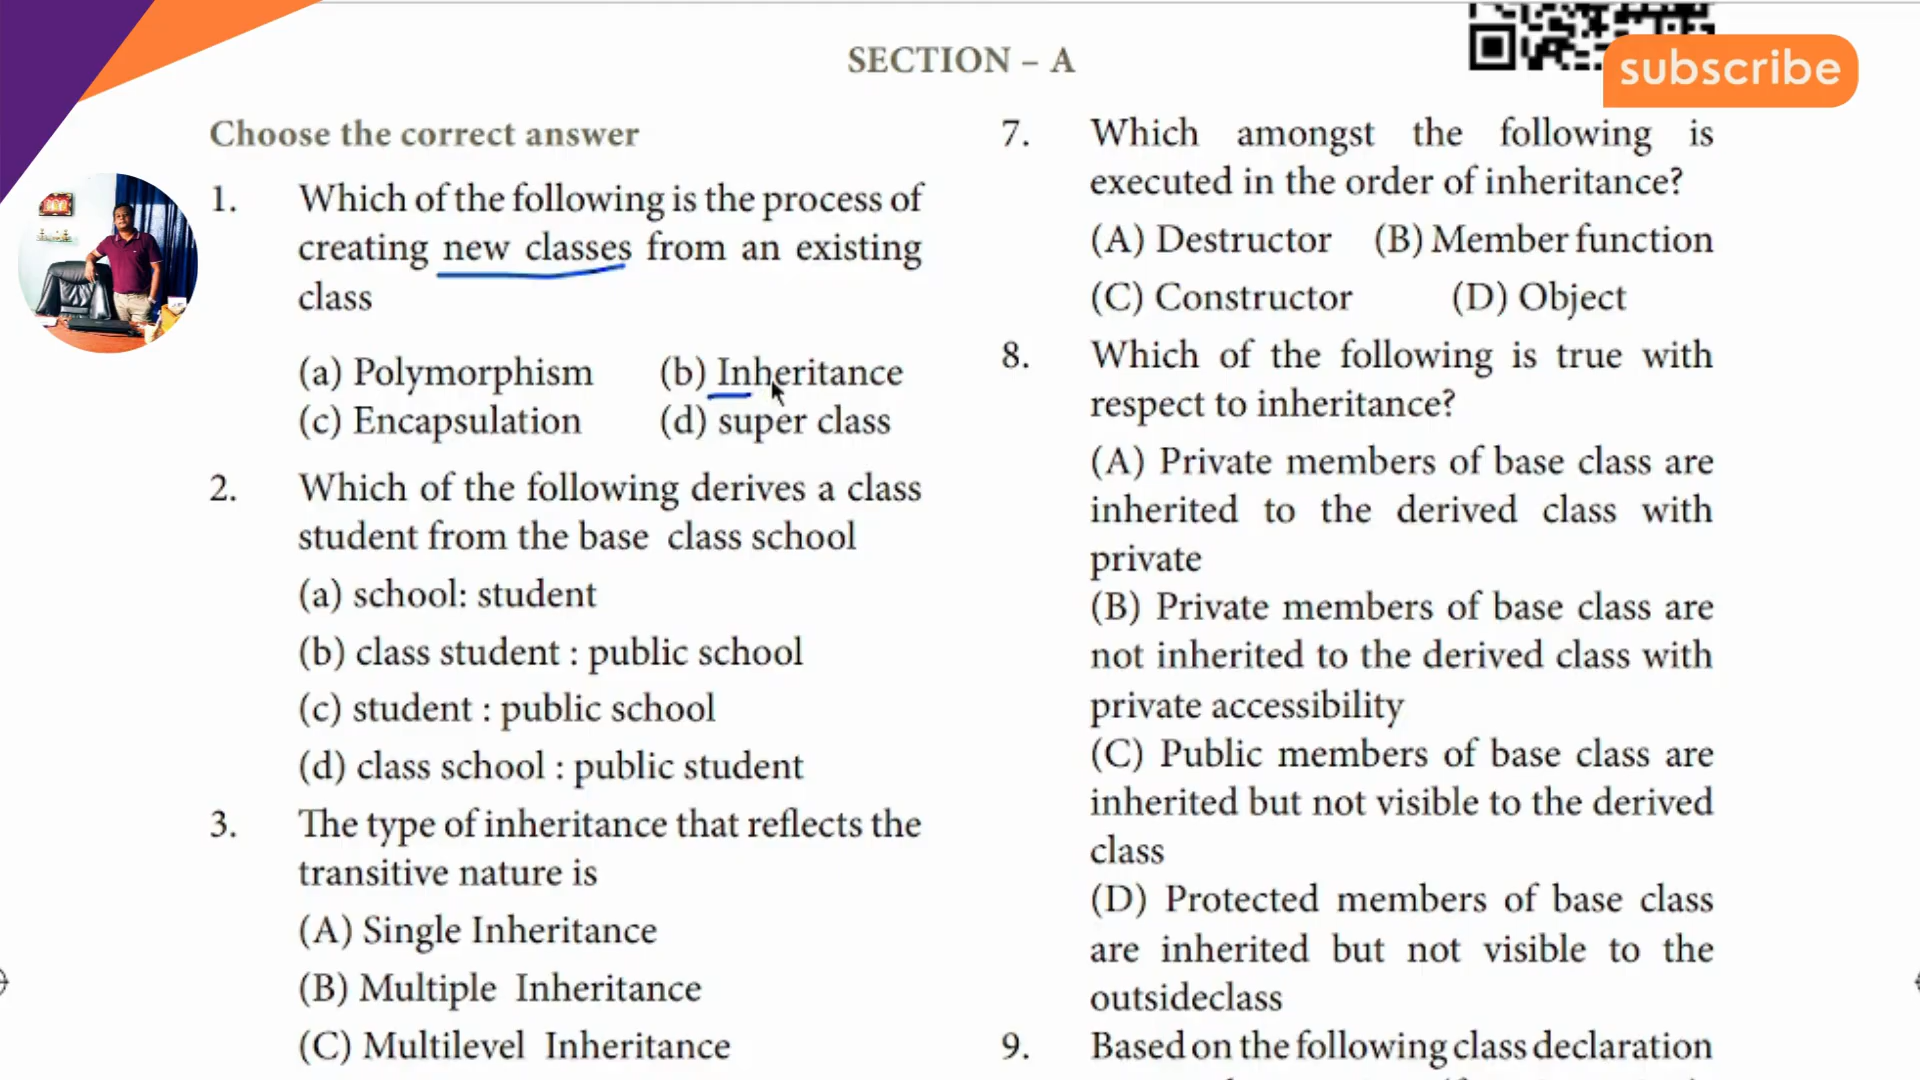 SECTION – A
subscribe
Choose the correct answer
1. Which of the following is the process of
creating new classes from an existing
class
(a) Polymorphism (b) Inheritance
(c) Encapsulation (d) super class
2. Which of the following derives a class
student from the base class school
(a) school: student
(b) class student : public school
(c) student : public school
(d) class school : public student
3. The type of inheritance that reflects the
transitive nature is
(A) Single Inheritance
(B) Multiple Inheritance
(C) Multilevel Inheritance
7. Which amongst the following is
executed in the order of inheritance?
(A) Destructor (B) Member function
(C) Constructor (D) Object
8. Which of the following is true with
respect to inheritance?
(A) Private members of base class are
inherited to the derived class with
private
(B) Private members of base class are
not inherited to the derived class with
private accessibility
(C) Public members of base class are
inherited but not visible to the derived
class
(D) Protected members of base class
are inherited but not visible to the
outsideclass
9. Based on the following class declaration